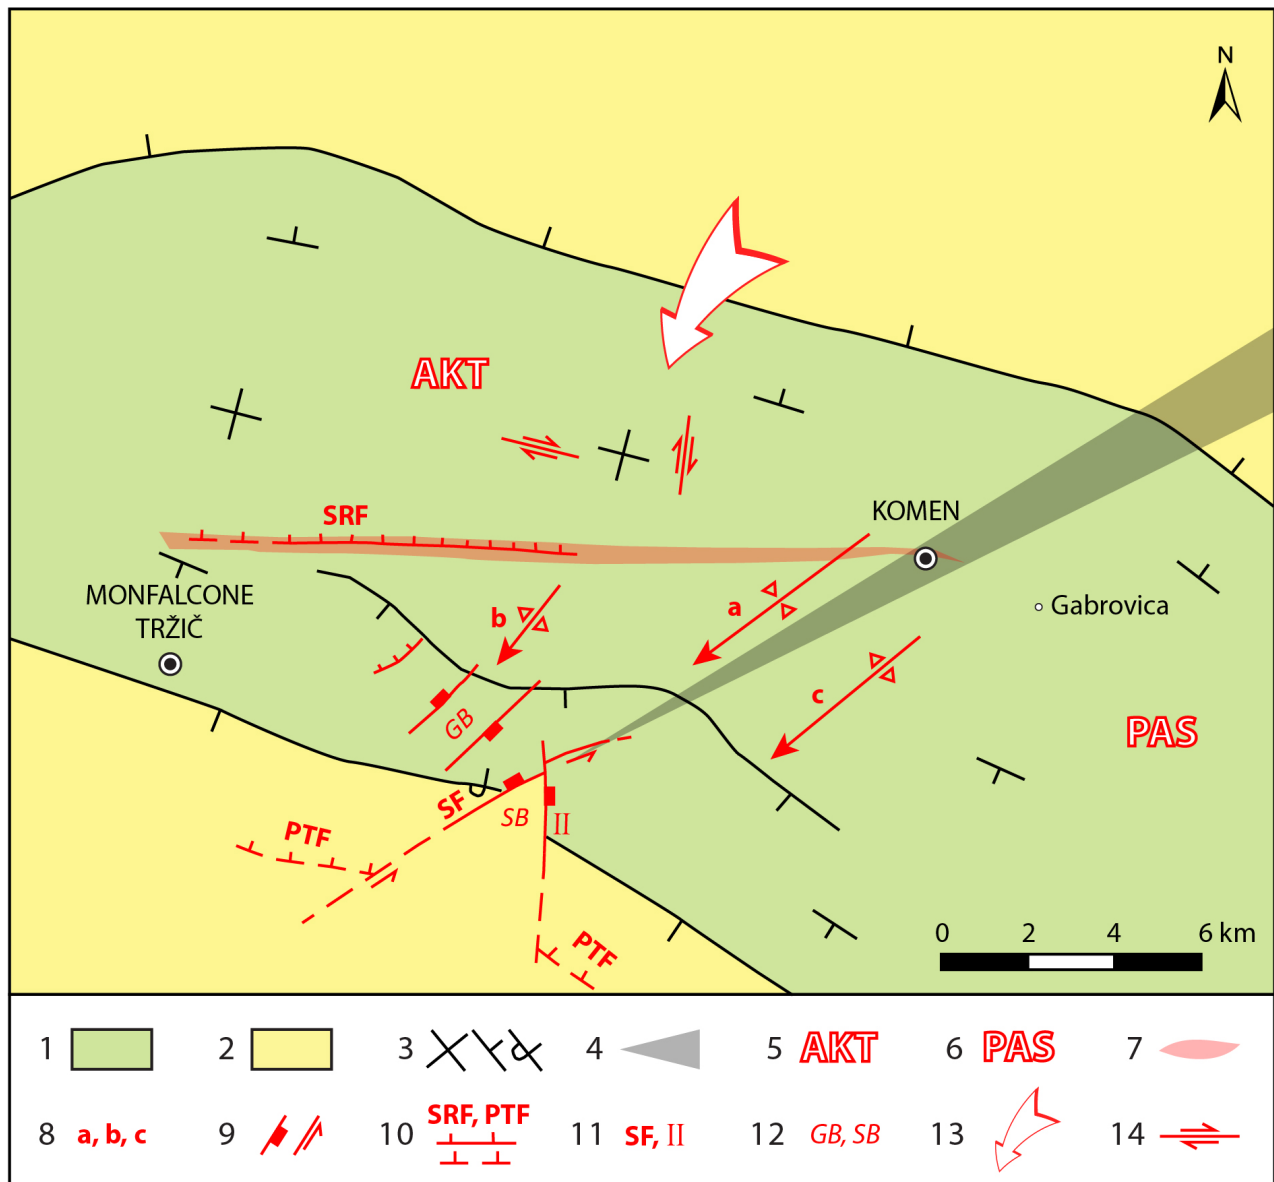 N
AKT
SRF
KOMEN
MONFALCONE
TRŽIČ
Gabrovica
b
a
c
PAS
GB
SF
SB
II
PTF
PTF
0 2 4 6 km
1 2 3 4 5 AKT 6 PAS 7
8 a, b, c 9 10 SRF, PTF 11 SF, II 12 GB, SB 13 14